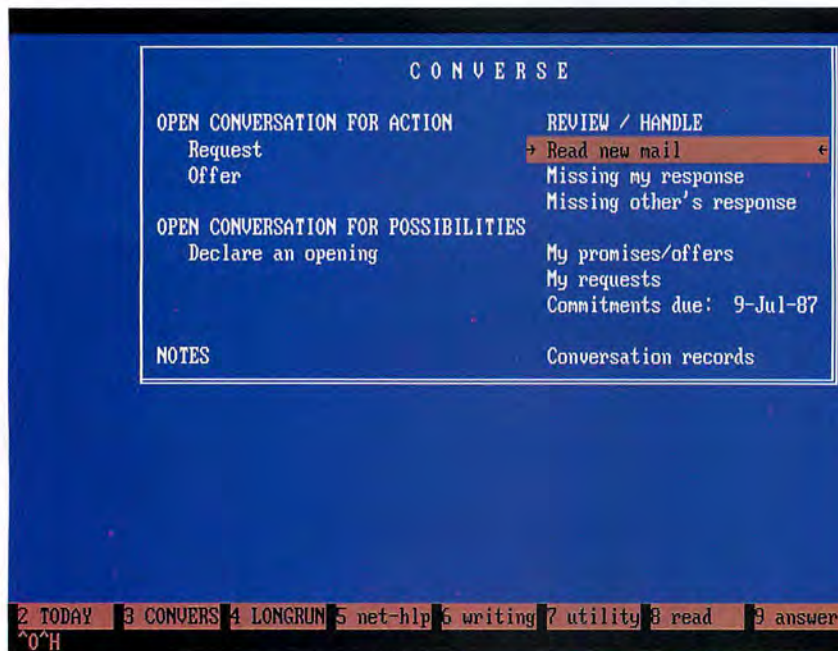 CONVERSE
OPEN CONVERSATION FOR ACTION
Request
Offer
OPEN CONVERSATION FOR POSSIBILITIES
Declare an opening
NOTES
REVIEW / HANDLE
→ Read new mail ←
Missing my response
Missing other's response
My promises/offers
My requests
Commitments due: 9-Jul-87
Conversation records
2 TODAY 3 CONVERS 4 LONGRUN 5 net-hlp 6 writing 7 utility 8 read 9 answer
^O^H